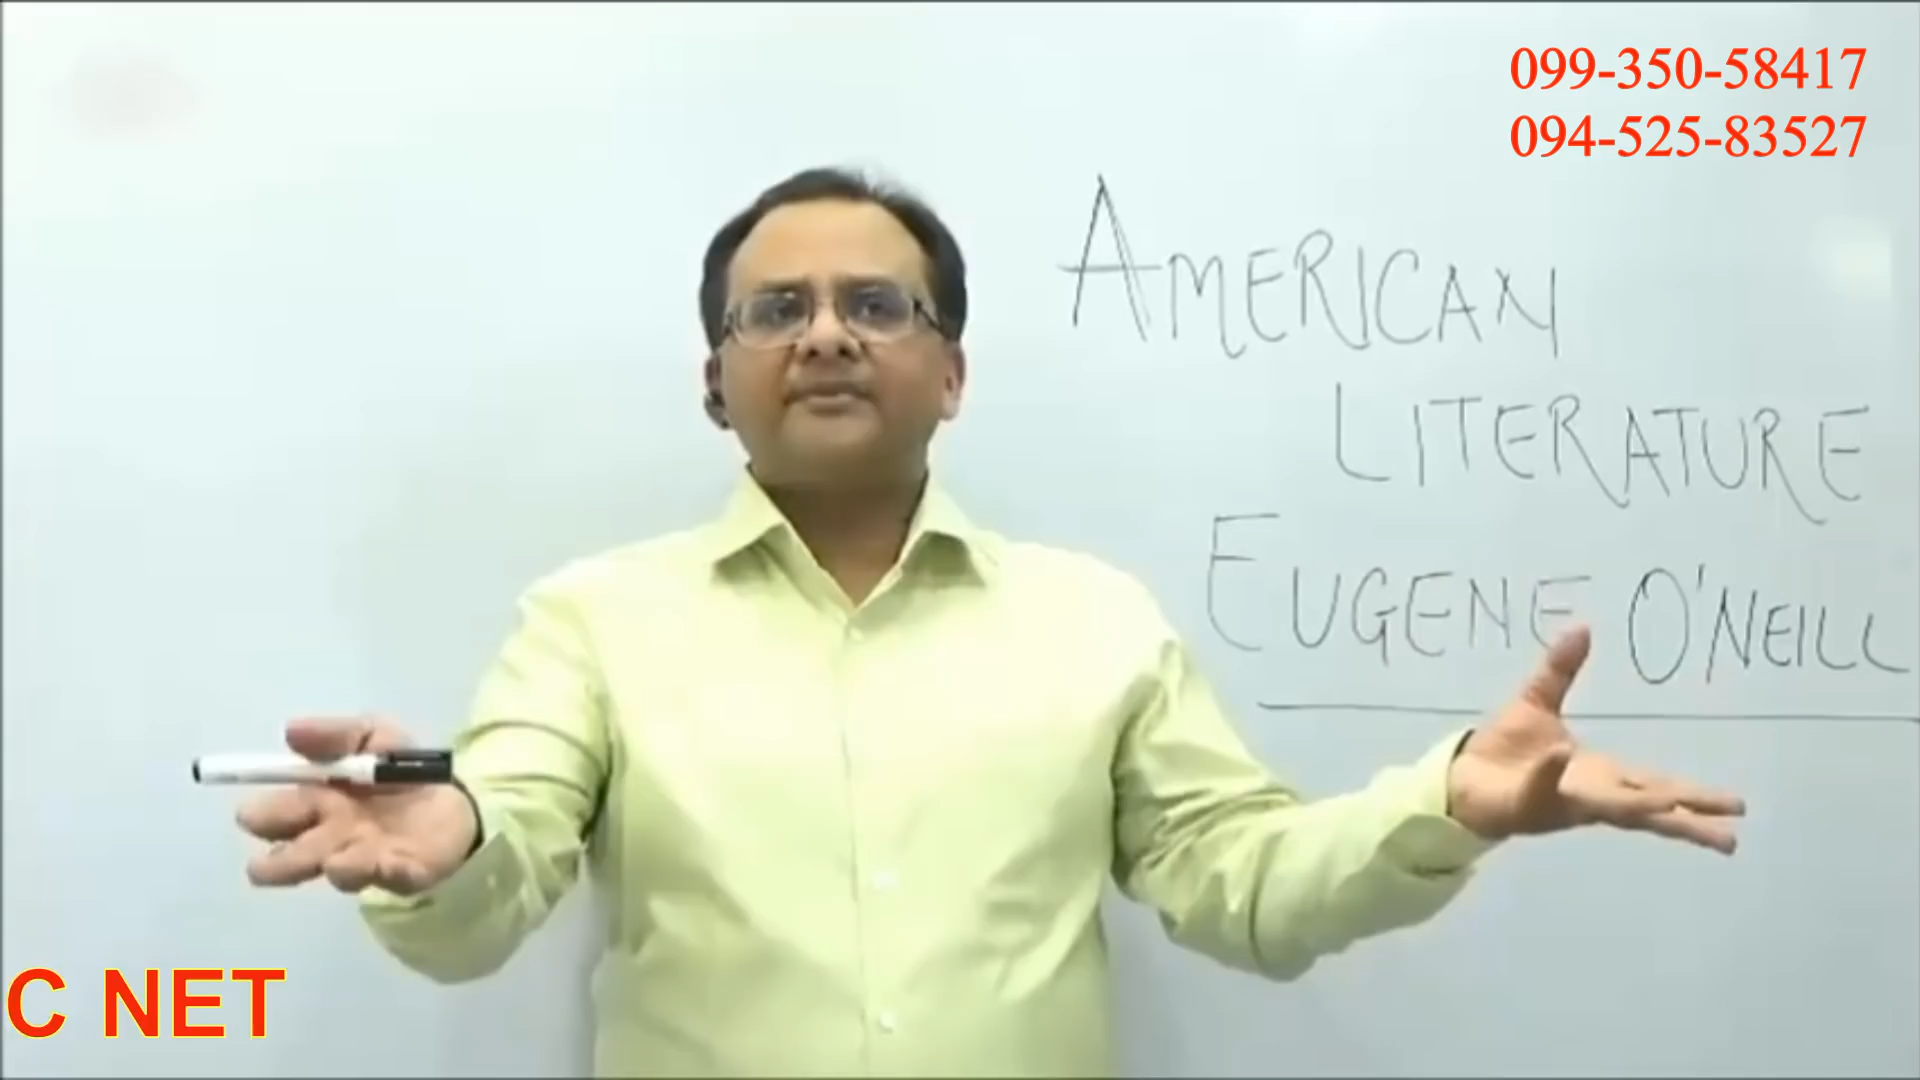 099-350-58417
094-525-83527
AMERICAN
LITERATURE
EUGENE O'NEILL
C NET